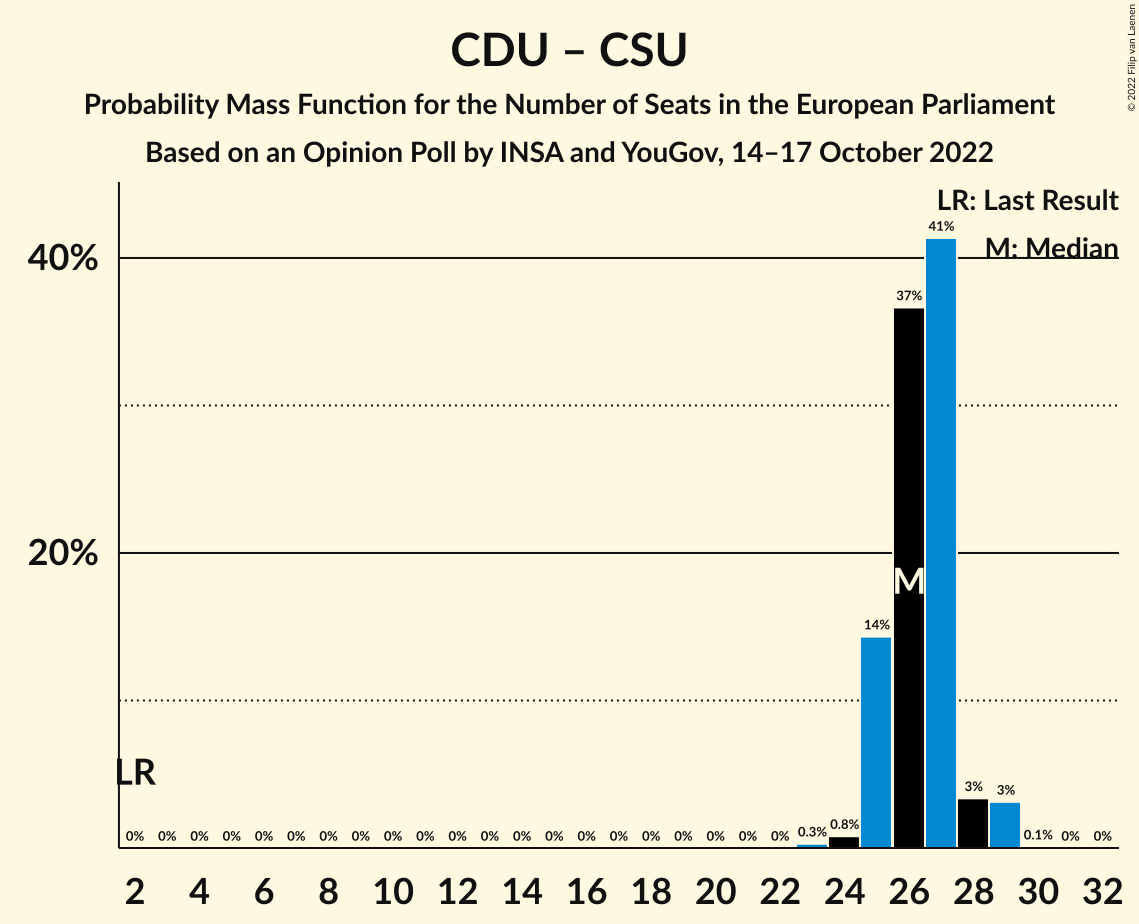 CDU – CSU
Probability Mass Function for the Number of Seats in the European Parliament
Based on an Opinion Poll by INSA and YouGov, 14–17 October 2022
© 2022 Filip van Laenen
LR: Last Result
M: Median
40%
20%
41%
37%
M
14%
LR
0% 0% 0% 0% 0% 0% 0% 0% 0% 0% 0% 0% 0% 0% 0% 0% 0% 0% 0% 0% 0% 0.3% 0.8% 3% 3% 0.1% 0% 0%
2 4 6 8 10 12 14 16 18 20 22 24 26 28 30 32